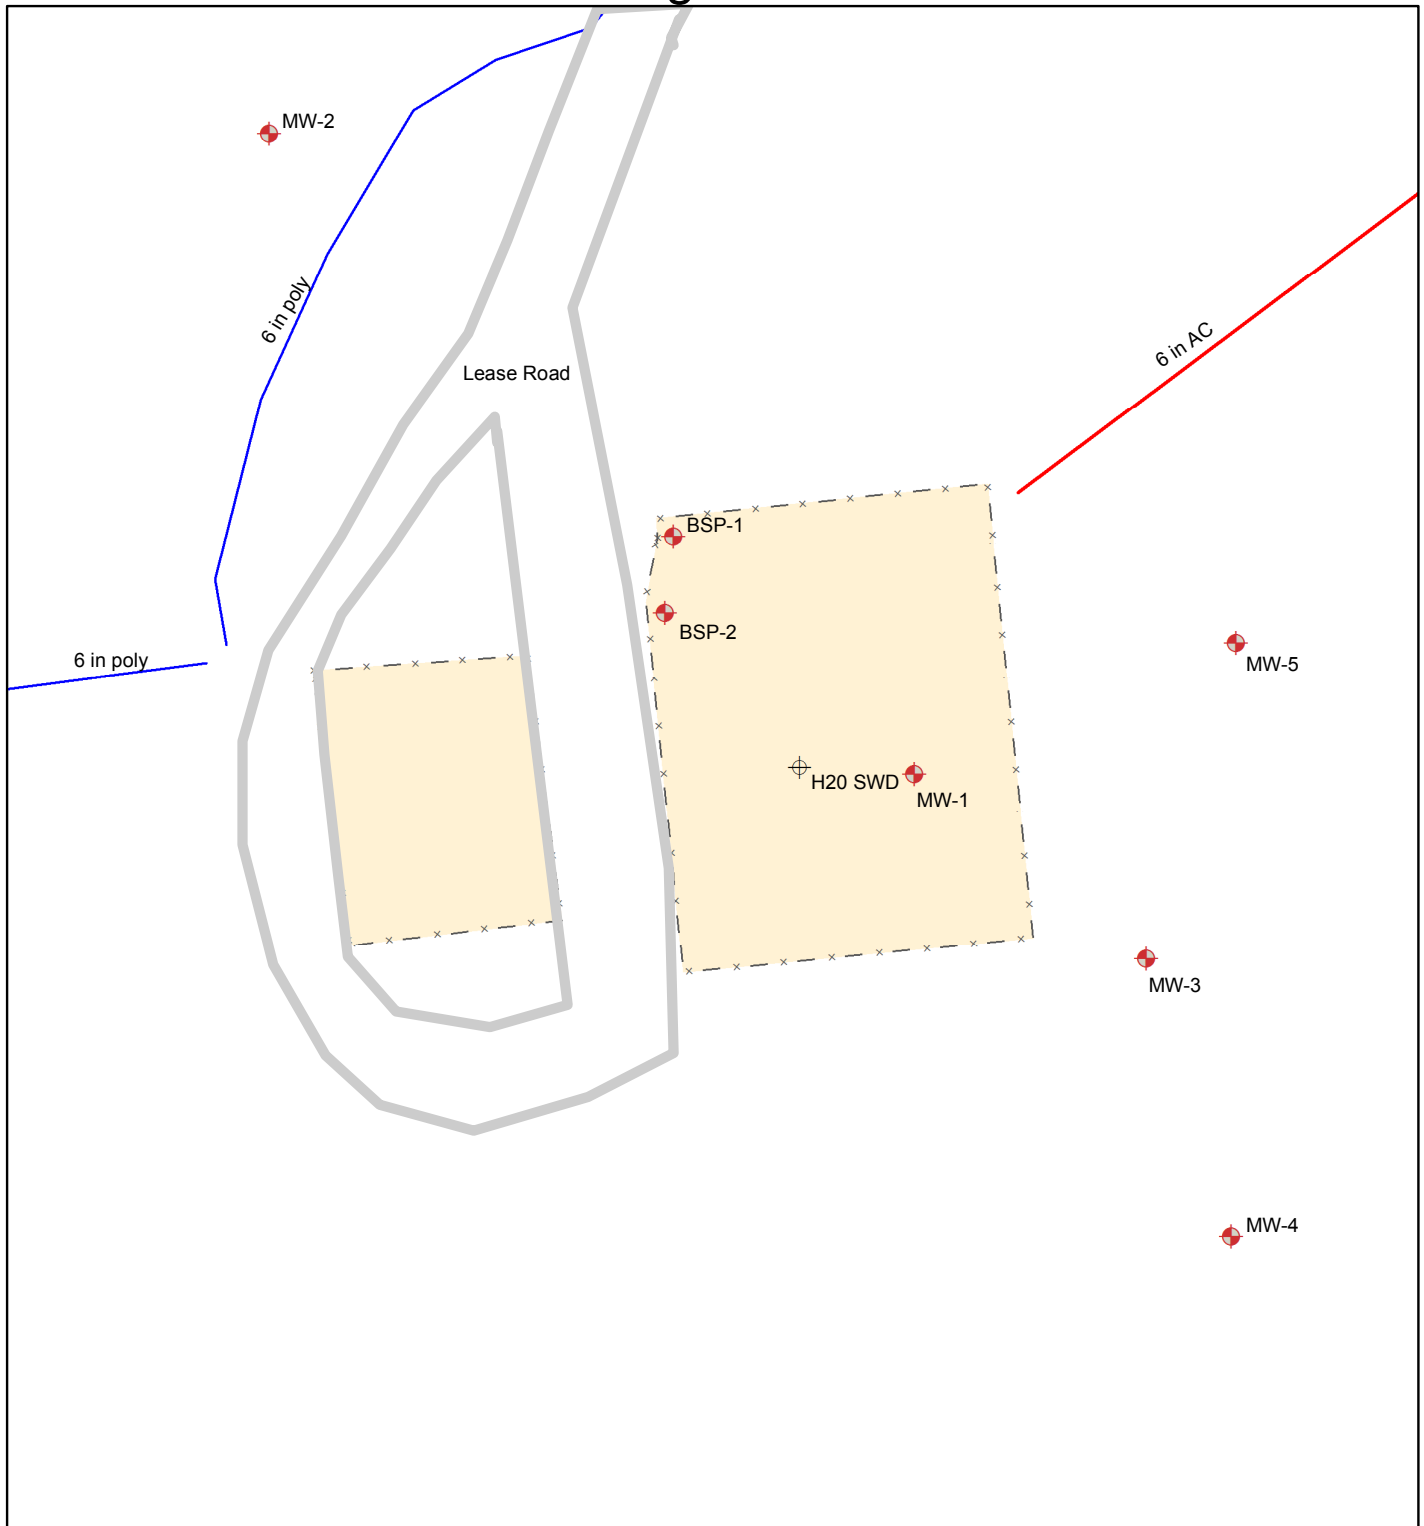 MW-2
6 in poly
6 in AC
Lease Road
BSP-1
BSP-2
6 in poly
MW-5
H20 SWD
MW-1
MW-3
MW-4